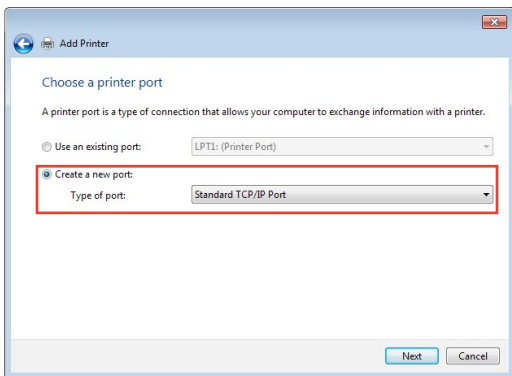 Add Printer
Choose a printer port
A printer port is a type of connection that allows your computer to exchange information with a printer.
Use an existing port: LPT1: (Printer Port)
Create a new port:
Type of port: Standard TCP/IP Port
Next Cancel